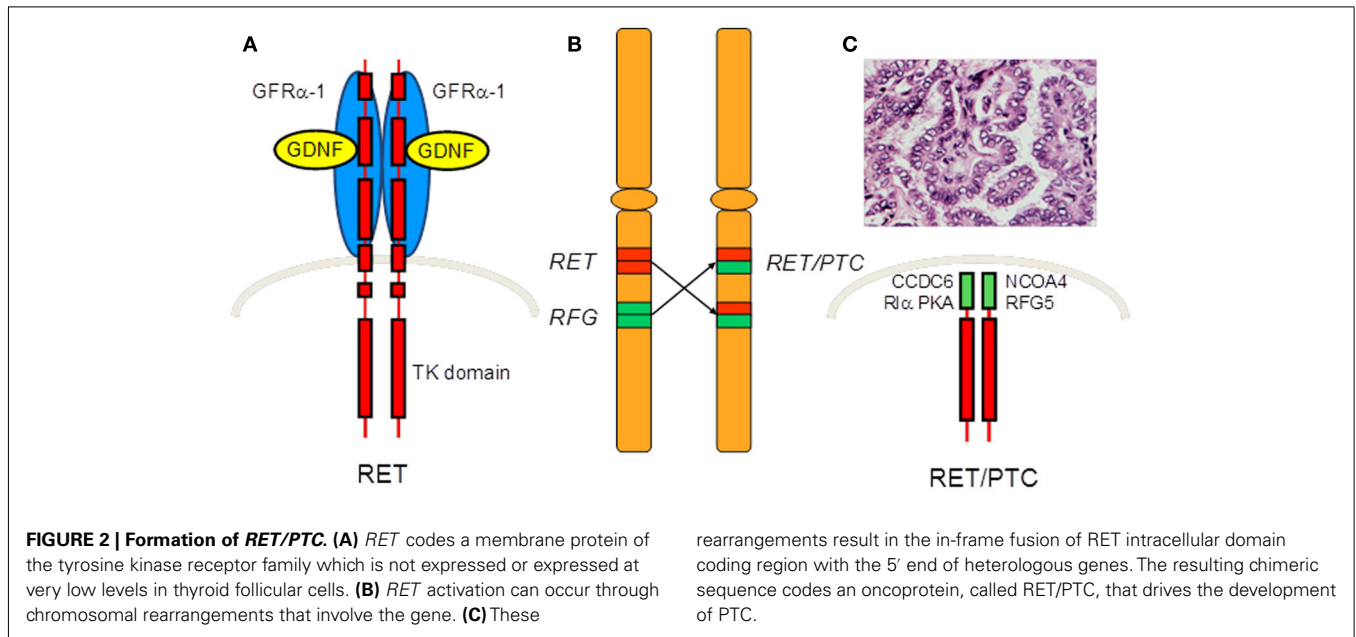 A
B
C
GFRα-1
GFRα-1
GDNF
GDNF
TK domain
RET
RET
RFG
RET/PTC
CCDC6
RIα PKA
NCOA4
RFG5
RET/PTC
FIGURE 2 | Formation of RET/PTC. (A) RET codes a membrane protein of
the tyrosine kinase receptor family which is not expressed or expressed at
very low levels in thyroid follicular cells. (B) RET activation can occur through
chromosomal rearrangements that involve the gene. (C) These
rearrangements result in the in-frame fusion of RET intracellular domain
coding region with the 5′ end of heterologous genes. The resulting chimeric
sequence codes an oncoprotein, called RET/PTC, that drives the development
of PTC.